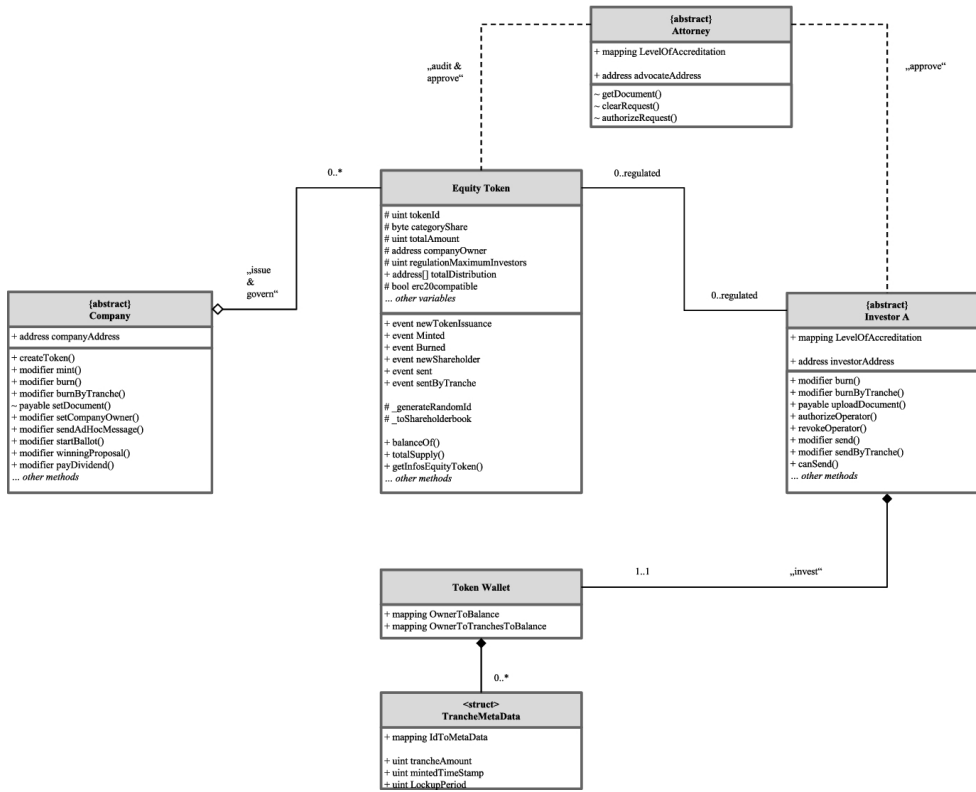 {abstract}
Attorney
+ mapping LevelOfAccreditation
+ address advocateAddress
~ getDocument()
~ clearRequest()
~ authorizeRequest()
„audit &
approve“
„approve“
0..*
Equity Token
# uint tokenId
# byte categoryShare
# uint totalAmount
# address companyOwner
# uint regulationMaximumInvestors
+ address[] totalDistribution
# bool erc20compatible
... other variables
+ event newTokenIssuance
+ event Minted
+ event Burned
+ event newShareholder
+ event sent
+ event sentByTranche
# _generateRandomId
# _toShareholderbook
+ balanceOf()
+ totalSupply()
+ getInfosEquityToken()
... other methods
0..regulated
0..regulated
„issue
&
govern“
{abstract}
Company
+ address companyAddress
+ createToken()
+ modifier mint()
+ modifier burn()
+ modifier burnByTranche()
~ payable setDocument()
+ modifier setCompanyOwner()
+ modifier sendAdHocMessage()
+ modifier startBallot()
+ modifier winningProposal()
+ modifier payDividend()
... other methods
{abstract}
Investor A
+ mapping LevelOfAccreditation
+ address investorAddress
+ modifier burn()
+ modifier burnByTranche()
+ payable uploadDocument()
+ authorizeOperator()
+ revokeOperator()
+ modifier send()
+ modifier sendByTranche()
+ canSend()
... other methods
Token Wallet
+ mapping OwnerToBalance
+ mapping OwnerToTranchesToBalance
1..1
„invest“
0..*
<struct>
TrancheMetaData
+ mapping IdToMetaData
+ uint trancheAmount
+ uint mintedTimeStamp
+ uint LockupPeriod